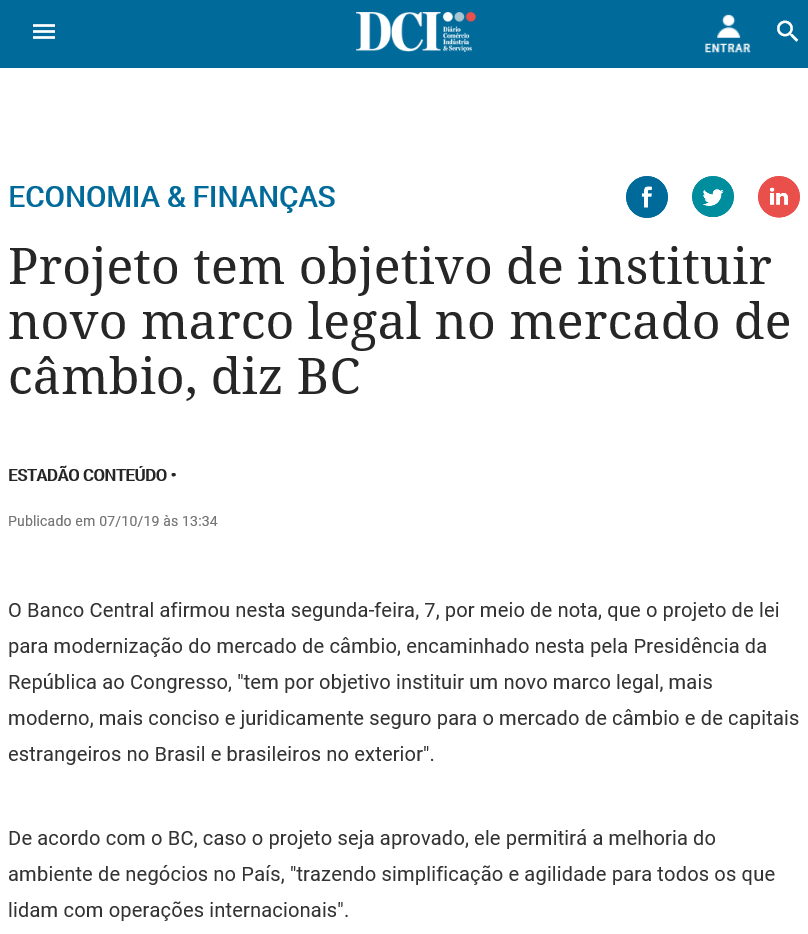 DCI
Diário
Comércio
Indústria
& Serviços
ENTRAR
ECONOMIA & FINANÇAS
Projeto tem objetivo de instituir
novo marco legal no mercado de
câmbio, diz BC
ESTADÃO CONTEÚDO •
Publicado em 07/10/19 às 13:34
O Banco Central afirmou nesta segunda-feira, 7, por meio de nota, que o projeto de lei
para modernização do mercado de câmbio, encaminhado nesta pela Presidência da
República ao Congresso, "tem por objetivo instituir um novo marco legal, mais
moderno, mais conciso e juridicamente seguro para o mercado de câmbio e de capitais
estrangeiros no Brasil e brasileiros no exterior".
De acordo com o BC, caso o projeto seja aprovado, ele permitirá a melhoria do
ambiente de negócios no País, "trazendo simplificação e agilidade para todos os que
lidam com operações internacionais".